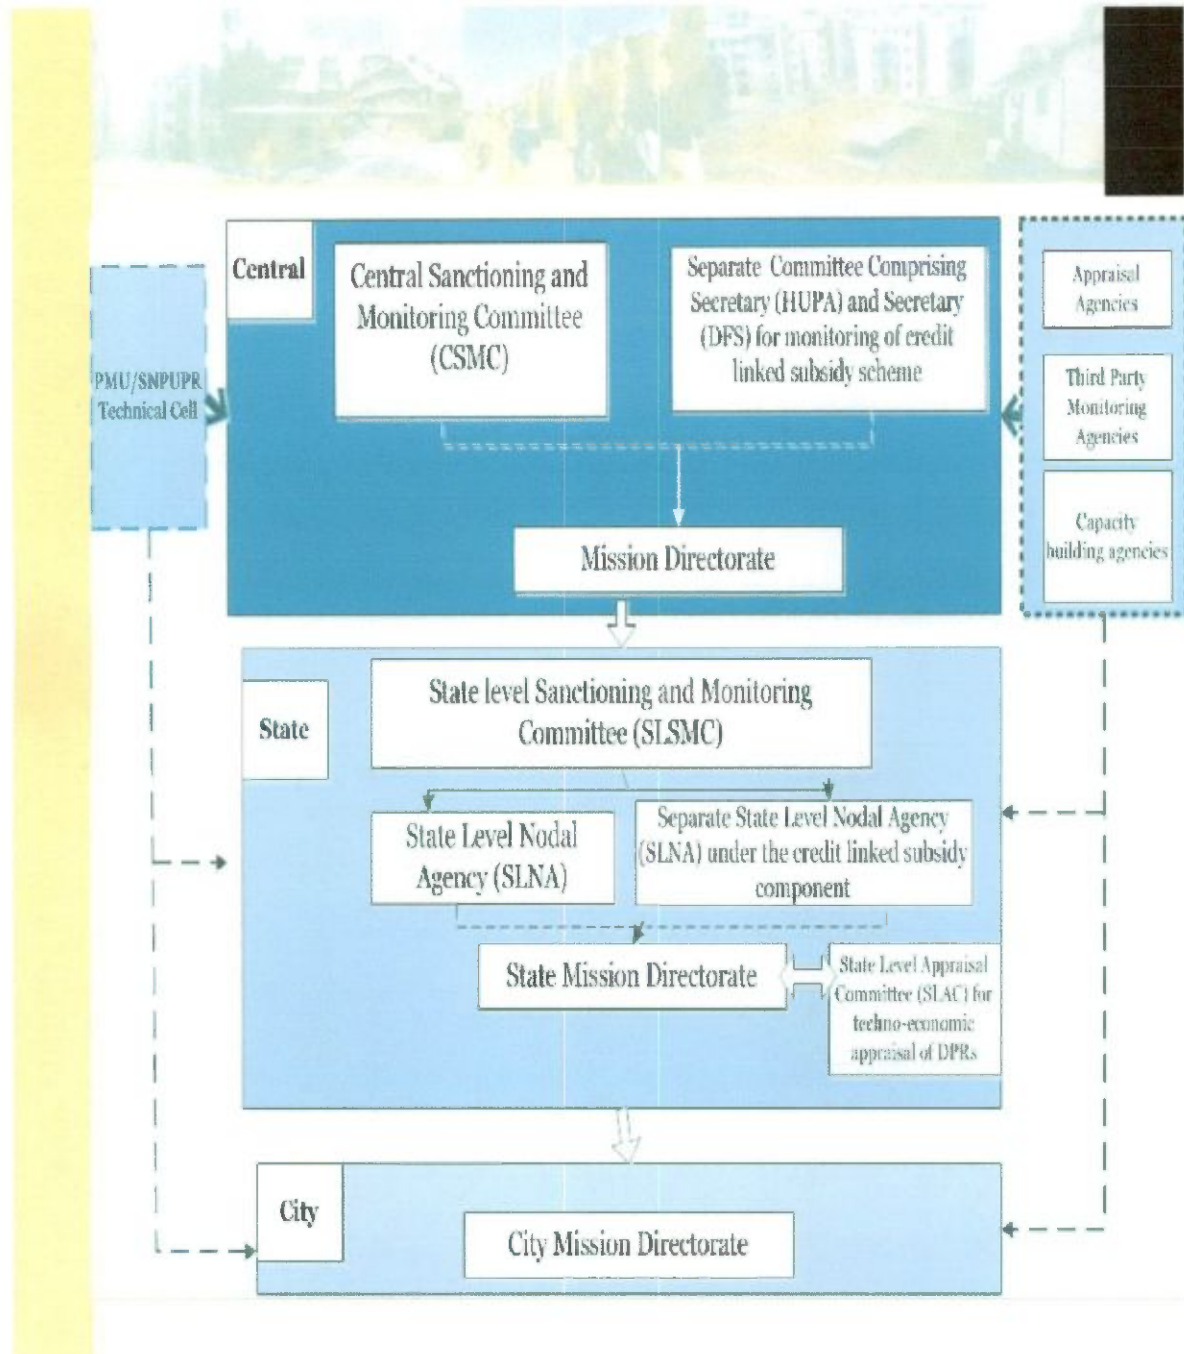 Central
Central Sanctioning and
Monitoring Committee
(CSMC)
Separate Committee Comprising
Secretary (HUPA) and Secretary
(DFS) for monitoring of credit
linked subsidy scheme
Mission Directorate
PMU/SNPUPR
Technical Cell
Appraisal
Agencies
Third Party
Monitoring
Agencies
Capacity
building agencies
State
State level Sanctioning and Monitoring
Committee (SLSMC)
State Level Nodal
Agency (SLNA)
Separate State Level Nodal Agency
(SLNA) under the credit linked subsidy
component
State Mission Directorate
State Level Appraisal
Committee (SLAC) for
techno-economic
appraisal of DPRs
City
City Mission Directorate